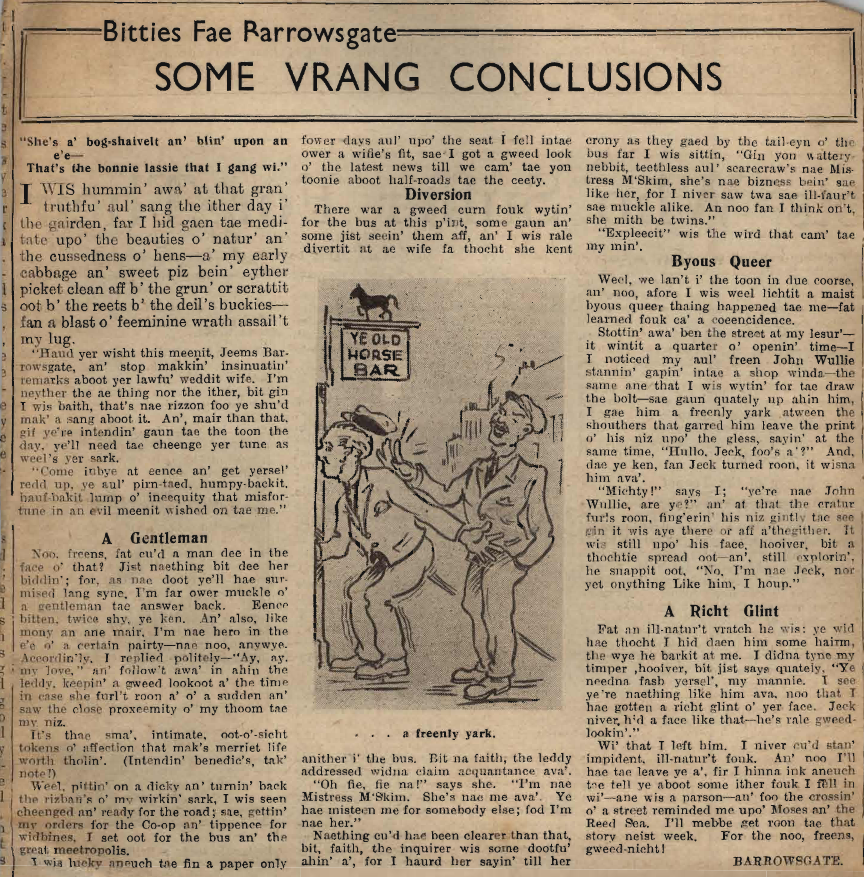 Bitties Fae Rarrowsgate
SOME VRANG CONCLUSIONS
"She's a' bog-shaivelt an' blin' upon an
e'e—
That's the bonnie lassie that I gang wi."
I WIS hummin' awa' at that gran'
truthfu' aul' sang the ither day i'
the gairden, far I hid gaen tae medi-
tate upo' the beauties o' natur' an'
the cussedness o' hens—a' my early
cabbage an' sweet piz bein' eyther
picket clean aff b' the grun' or scrattit
oot b' the reets b' the deil's buckies—
fan a blast o' feeminine wrath assail't
my lug.
"Haud yer wisht this meenit, Jeems Bar-
rowsgate, an' stop makkin' insinuatin'
remarks aboot yer lawfu' weddit wife. I'm
neyther the ae thing nor the ither, bit gin
I wis baith, that's nae rizzon foo ye shu'd
mak' a sang aboot it. An', mair than that,
gif ye're intendin' gaun tae the toon the
day, ye'll need tae cheenge yer tune as
weel's yer sark.
"Come inbye at eence an' get yersel'
redd up, ye aul' pirn-taed, humpy-backit,
hauf-bakit lump o' ineequity that misfor-
tune in an evil meenit wished on tae me."
A Gentleman
Noo, freens, fat cu'd a man dee in the
face o' that? Jist naething bit dee her
biddin'; for, as nae doot ye'll hae sur-
mised lang syne, I'm far ower muckle o'
a gentleman tae answer back. Eence
bitten, twice shy, ye ken. An' also, like
mony an ane mair, I'm nae hero in the
e'e o' a certain pairty—nae noo, anywye.
Accordin'ly, I replied politely—"Ay, ay,
my love," an' follow't awa' in ahin the
leddy, keepin' a gweed lookoot a' the time
in case she furl't roon a' o' a sudden an'
saw the close proxeemity o' my thoom tae
my niz.
It's thae sma', intimate, oot-o'-sicht
tokens o' affection that mak's merriet life
worth tholin'. (Intendin' benedic's, tak'
note!)
Weel, pittin' on a dicky an' turnin' back
the rizban's o' my wirkin' sark, I wis seen
cheenged an' ready for the road; sae, gettin'
my orders for the Co-op an' tippence for
widbines, I set oot for the bus an' the
great meetropolis.
I wis lucky aneuch tae fin a paper only
fower days aul' upo' the seat I fell intae
ower a wifie's fit, sae I got a gweed look
o' the latest news till we cam' tae yon
toonie aboot half-roads tae the ceety.
Diversion
There war a gweed curn fouk wytin'
for the bus at this p'int, some gaun an'
some jist seein' them aff, an' I wis rale
divertit at ae wife fa thocht she kent
YE OLD
HORSE
BAR
. . . a freenly yark.
anither i' the bus. Bit na faith, the leddy
addressed widna claim acquantance ava'.
"Oh fie, fie na!" says she. "I'm nae
Mistress M'Skim. She's nae me ava'. Ye
hae misteen me for somebody else; fod I'm
nae her."
Naething cu'd hae been clearer than that,
bit, faith, the inquirer wis some dootfu'
ahin' a', for I haurd her sayin' till her
crony as they gaed by the tail-eyn o' the
bus far I wis sittin, "Gin yon wattery-
nebbit, teethless aul' scarecraw's nae Mis-
tress M'Skim, she's nae bizness bein' sae
like her, for I niver saw twa sae ill-faur't
sae muckle alike. An noo fan I think on't,
she mith be twins."
"Expleecit" wis the wird that cam' tae
my min'.
Byous Queer
Weel, we lan't i' the toon in due coorse,
an' noo, afore I wis weel lichtit a maist
byous queer thaing happened tae me—fat
learned fouk ca' a coeencidence.
Stottin' awa' ben the street at my lesur'—
it wintit a quarter o' openin' time—I
I noticed my aul' freen John Wullie
stannin' gapin' intae a shop winda—the
same ane that I wis wytin' for tae draw
the bolt—sae gaun quately up ahin him,
I gae him a freenly yark atween the
shouthers that garred him leave the print
o' his niz upo' the gless, sayin' at the
same time, "Hullo, Jeck, foo's a'?" And,
dae ye ken, fan Jeck turned roon, it wisna
him ava'.
"Michty!" says I; "ye're nae John
Wullie, are ye?" an' at that the cratur
furls roon, fing'erin' his niz gintly tae see
gin it wis aye there or aff a'thegither. It
wis still upo' his face, hooiver, bit a
thochtie spread oot—an', still explorin',
he snappit oot, "No, I'm nae Jeck, nor
yet onything Like him, I houp."
A Richt Glint
Fat an ill-natur't vratch he wis; ye wid
hae thocht I hid daen him some hairm,
the wye he barkit at me. I didna tyne my
timper ,hooiver, bit jist says quately, "Ye
needna fash yersel', my mannie. I see
ye're naething like him ava, noo that I
hae gotten a richt glint o' yer face. Jeck
niver h'd a face like that—he's rale gweed-
lookin'."
Wi' that I left him. I niver cu'd stan'
impident, ill-natur't fouk. An' noo I'll
hae tae leave ye a', fir I hinna ink aneuch
tae tell ye aboot some ither fouk I fell in
wi'—ane wis a parson—an' foo the crossin'
o' a street reminded me upo' Moses an' the
Reed Sea. I'll mebbe get roon tae that
story neist week. For the noo, freens,
gweed-nicht!
BARROWSGATE.